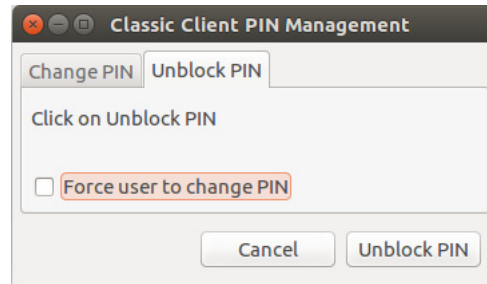 Classic Client PIN Management
Change PIN Unblock PIN
Click on Unblock PIN
Force user to change PIN
Cancel Unblock PIN